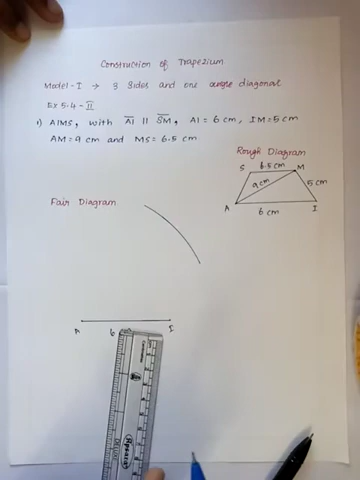 Construction of Trapezium
Model-I → 3 Sides and one diagonal
Ex 5.4 - II
1) AIMS, with AI || SM, AI = 6 cm, IM = 5 cm
AM = 9 cm and MS = 6.5 cm
Rough Diagram
S 6.5 cm M
9 cm 5 cm
A 6 cm I
Fair Diagram
A 6 I
Apsara